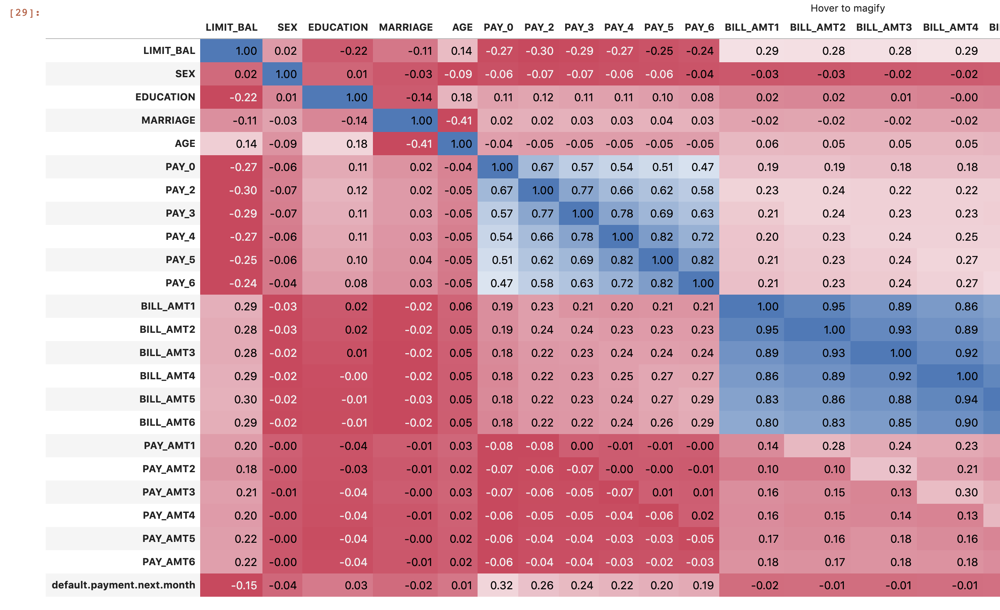 [29]:
Hover to magify
LIMIT_BAL SEX EDUCATION MARRIAGE AGE PAY_0 PAY_2 PAY_3 PAY_4 PAY_5 PAY_6 BILL_AMT1 BILL_AMT2 BILL_AMT3 BILL_AMT4 BI
LIMIT_BAL 1.00 0.02 -0.22 -0.11 0.14 -0.27 -0.30 -0.29 -0.27 -0.25 -0.24 0.29 0.28 0.28 0.29
SEX 0.02 1.00 0.01 -0.03 -0.09 -0.06 -0.07 -0.07 -0.06 -0.06 -0.04 -0.03 -0.03 -0.02 -0.02
EDUCATION -0.22 0.01 1.00 -0.14 0.18 0.11 0.12 0.11 0.11 0.10 0.08 0.02 0.02 0.01 -0.00
MARRIAGE -0.11 -0.03 -0.14 1.00 -0.41 0.02 0.02 0.03 0.03 0.04 0.03 -0.02 -0.02 -0.02 -0.02
AGE 0.14 -0.09 0.18 -0.41 1.00 -0.04 -0.05 -0.05 -0.05 -0.05 -0.05 0.06 0.05 0.05 0.05
PAY_0 -0.27 -0.06 0.11 0.02 -0.04 1.00 0.67 0.57 0.54 0.51 0.47 0.19 0.19 0.18 0.18
PAY_2 -0.30 -0.07 0.12 0.02 -0.05 0.67 1.00 0.77 0.66 0.62 0.58 0.23 0.24 0.22 0.22
PAY_3 -0.29 -0.07 0.11 0.03 -0.05 0.57 0.77 1.00 0.78 0.69 0.63 0.21 0.24 0.23 0.23
PAY_4 -0.27 -0.06 0.11 0.03 -0.05 0.54 0.66 0.78 1.00 0.82 0.72 0.20 0.23 0.24 0.25
PAY_5 -0.25 -0.06 0.10 0.04 -0.05 0.51 0.62 0.69 0.82 1.00 0.82 0.21 0.23 0.24 0.27
PAY_6 -0.24 -0.04 0.08 0.03 -0.05 0.47 0.58 0.63 0.72 0.82 1.00 0.21 0.23 0.24 0.27
BILL_AMT1 0.29 -0.03 0.02 -0.02 0.06 0.19 0.23 0.21 0.20 0.21 0.21 1.00 0.95 0.89 0.86
BILL_AMT2 0.28 -0.03 0.02 -0.02 0.05 0.19 0.24 0.24 0.23 0.23 0.23 0.95 1.00 0.93 0.89
BILL_AMT3 0.28 -0.02 0.01 -0.02 0.05 0.18 0.22 0.23 0.24 0.24 0.24 0.89 0.93 1.00 0.92
BILL_AMT4 0.29 -0.02 -0.00 -0.02 0.05 0.18 0.22 0.23 0.25 0.27 0.27 0.86 0.89 0.92 1.00
BILL_AMT5 0.30 -0.02 -0.01 -0.03 0.05 0.18 0.22 0.23 0.24 0.27 0.29 0.83 0.86 0.88 0.94
BILL_AMT6 0.29 -0.02 -0.01 -0.02 0.05 0.18 0.22 0.22 0.24 0.26 0.29 0.80 0.83 0.85 0.90
PAY_AMT1 0.20 -0.00 -0.04 -0.01 0.03 -0.08 -0.08 0.00 -0.01 -0.01 -0.00 0.14 0.28 0.24 0.23
PAY_AMT2 0.18 -0.00 -0.03 -0.01 0.02 -0.07 -0.06 -0.07 -0.00 -0.00 -0.01 0.10 0.10 0.32 0.21
PAY_AMT3 0.21 -0.01 -0.04 -0.00 0.03 -0.07 -0.06 -0.05 -0.07 0.01 0.01 0.16 0.15 0.13 0.30
PAY_AMT4 0.20 -0.00 -0.04 -0.01 0.02 -0.06 -0.05 -0.05 -0.04 -0.06 0.02 0.16 0.15 0.14 0.13
PAY_AMT5 0.22 -0.00 -0.04 -0.00 0.02 -0.06 -0.04 -0.04 -0.03 -0.03 -0.05 0.17 0.16 0.18 0.16
PAY_AMT6 0.22 -0.00 -0.04 -0.01 0.02 -0.06 -0.04 -0.04 -0.03 -0.02 -0.03 0.18 0.17 0.18 0.18
default.payment.next.month -0.15 -0.04 0.03 -0.02 0.01 0.32 0.26 0.24 0.22 0.20 0.19 -0.02 -0.01 -0.01 -0.01